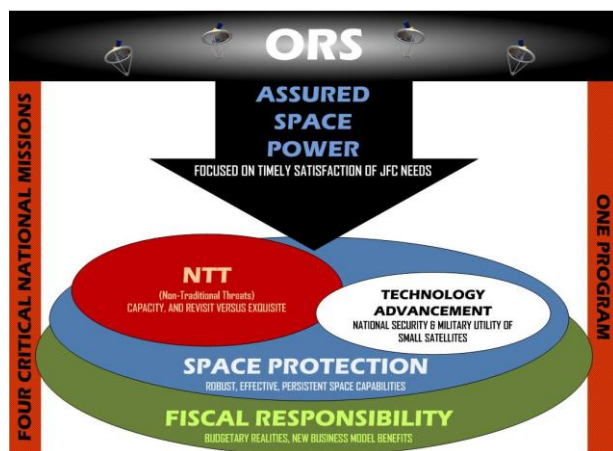 ORS
ASSURED
SPACE
POWER
FOCUSED ON TIMELY SATISFACTION OF JFC NEEDS
FOUR CRITICAL NATIONAL MISSIONS
ONE PROGRAM
NTT
(Non-Traditional Threats)
CAPACITY, AND REVISIT VERSUS EXQUISITE
TECHNOLOGY
ADVANCEMENT
NATIONAL SECURITY & MILITARY UTILITY OF
SMALL SATELLITES
SPACE PROTECTION
ROBUST, EFFECTIVE, PERSISTENT SPACE CAPABILITIES
FISCAL RESPONSIBILITY
BUDGETARY REALITIES, NEW BUSINESS MODEL BENEFITS